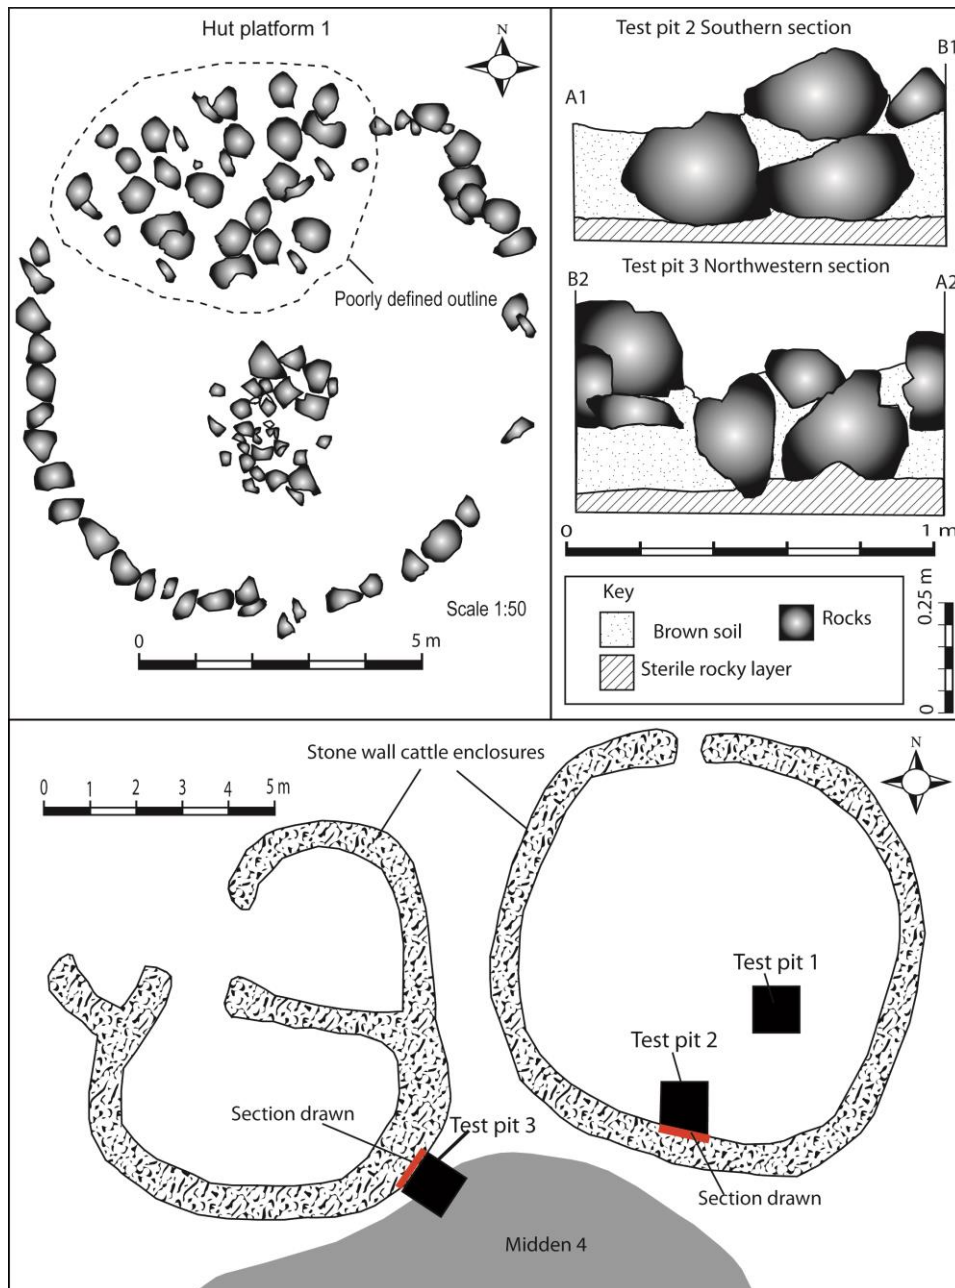 Hut platform 1
N
Poorly defined outline
Scale 1:50
0 5 m
Test pit 2 Southern section
B1
A1
Test pit 3 Northwestern section
B2
A2
0 1 m
Key
Brown soil
Rocks
Sterile rocky layer
0 0.25 m
Stone wall cattle enclosures
N
0 1 2 3 4 5 m
Test pit 1
Test pit 2
Section drawn
Test pit 3
Section drawn
Midden 4